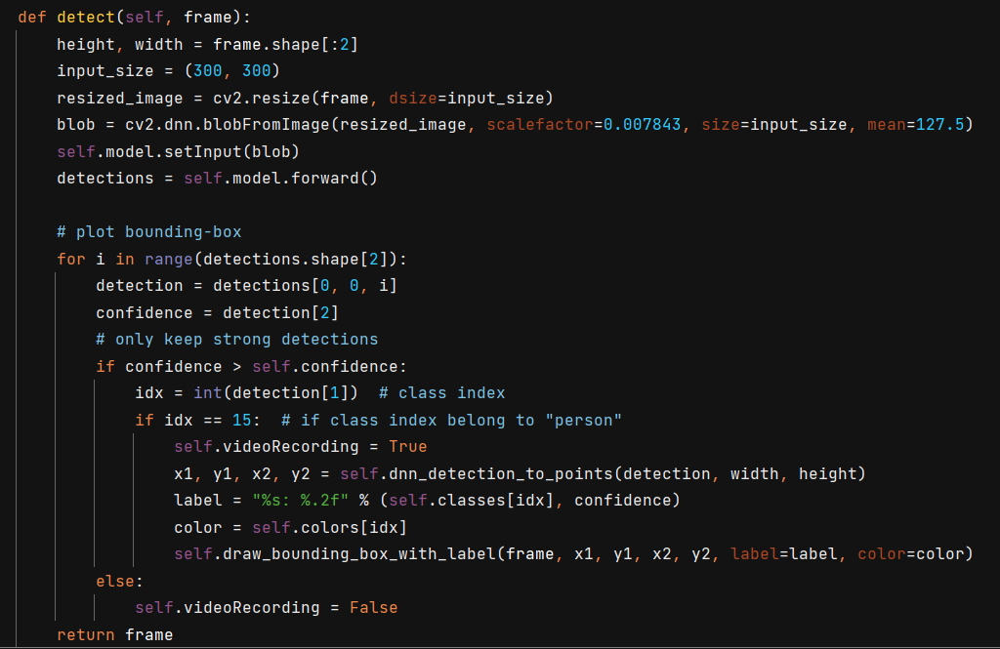 def detect(self, frame):
    height, width = frame.shape[:2]
    input_size = (300, 300)
    resized_image = cv2.resize(frame, dsize=input_size)
    blob = cv2.dnn.blobFromImage(resized_image, scalefactor=0.007843, size=input_size, mean=127.5)
    self.model.setInput(blob)
    detections = self.model.forward()

    # plot bounding-box
    for i in range(detections.shape[2]):
        detection = detections[0, 0, i]
        confidence = detection[2]
        # only keep strong detections
        if confidence > self.confidence:
            idx = int(detection[1])  # class index
            if idx == 15:  # if class index belong to "person"
                self.videoRecording = True
                x1, y1, x2, y2 = self.dnn_detection_to_points(detection, width, height)
                label = "%s: %.2f" % (self.classes[idx], confidence)
                color = self.colors[idx]
                self.draw_bounding_box_with_label(frame, x1, y1, x2, y2, label=label, color=color)
        else:
            self.videoRecording = False
    return frame